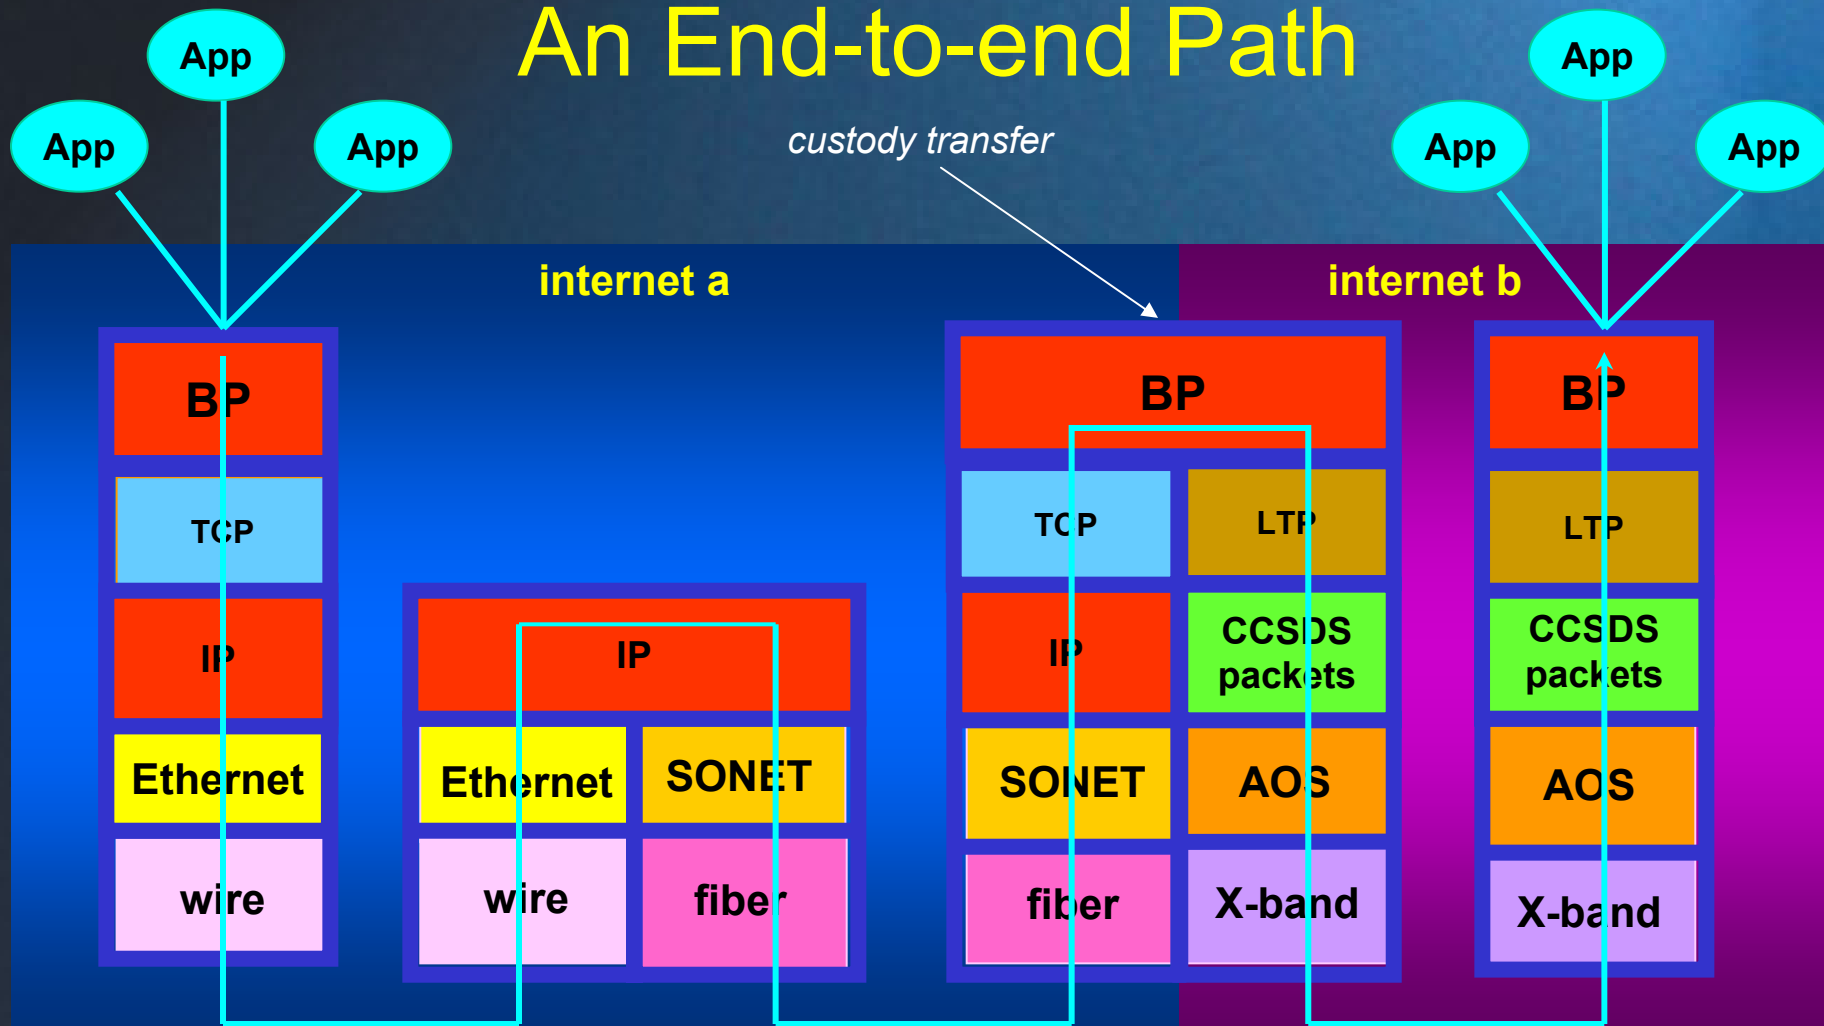 An End-to-end Path
App
App
App
custody transfer
App
App
App
internet a
internet b
BP
TCP
IP
Ethernet
wire
IP
Ethernet
SONET
wire
fiber
BP
TCP
LTP
IP
CCSDS
packets
SONET
AOS
fiber
X-band
BP
LTP
CCSDS
packets
AOS
X-band